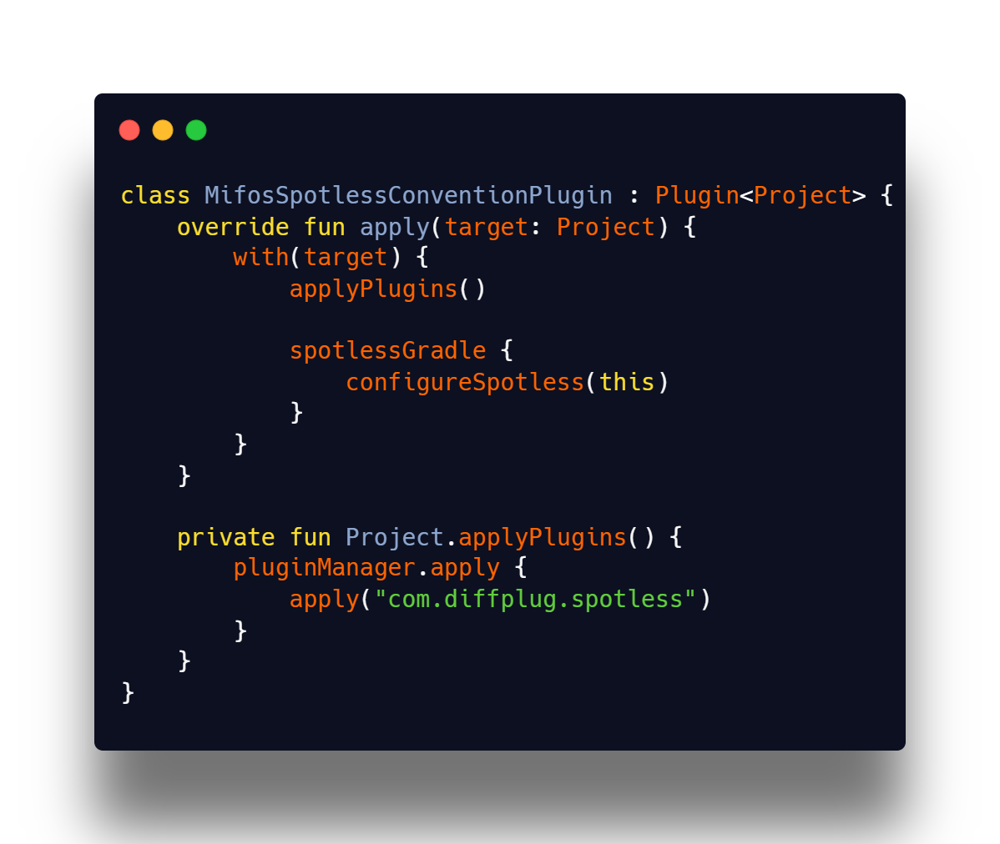 class MifosSpotlessConventionPlugin : Plugin<Project> {
    override fun apply(target: Project) {
        with(target) {
            applyPlugins()

            spotlessGradle {
                configureSpotless(this)
            }
        }
    }

    private fun Project.applyPlugins() {
        pluginManager.apply {
            apply("com.diffplug.spotless")
        }
    }
}